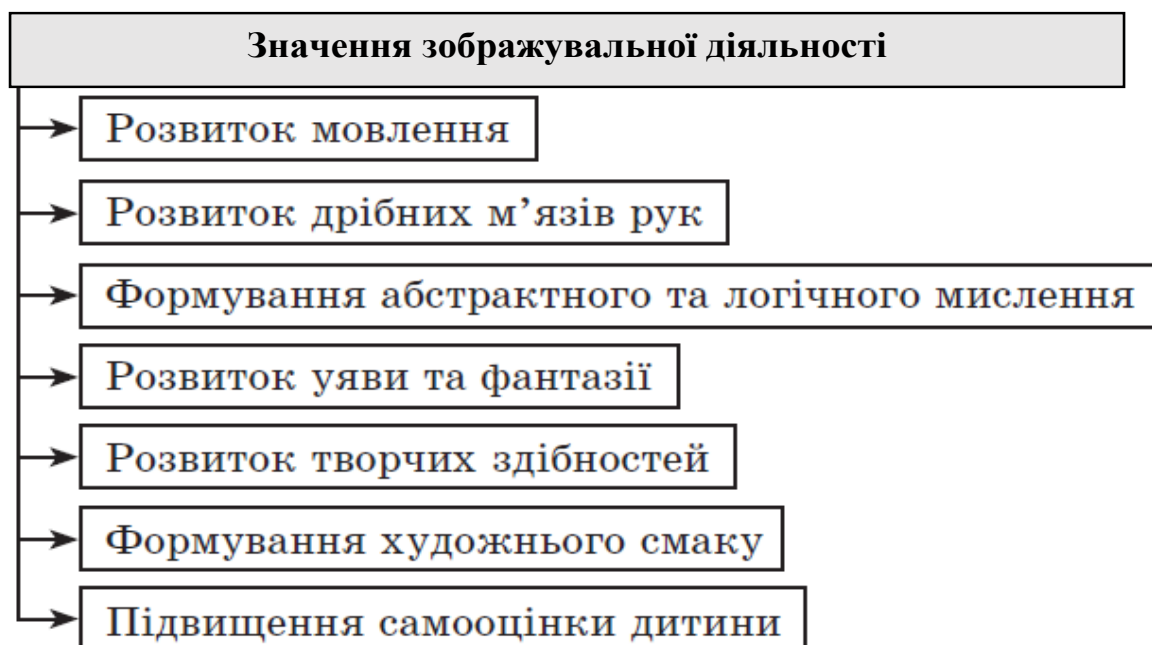 Значення зображувальної діяльності
Розвиток мовлення
Розвиток дрібних м’язів рук
Формування абстрактного та логічного мислення
Розвиток уяви та фантазії
Розвиток творчих здібностей
Формування художнього смаку
Підвищення самооцінки дитини